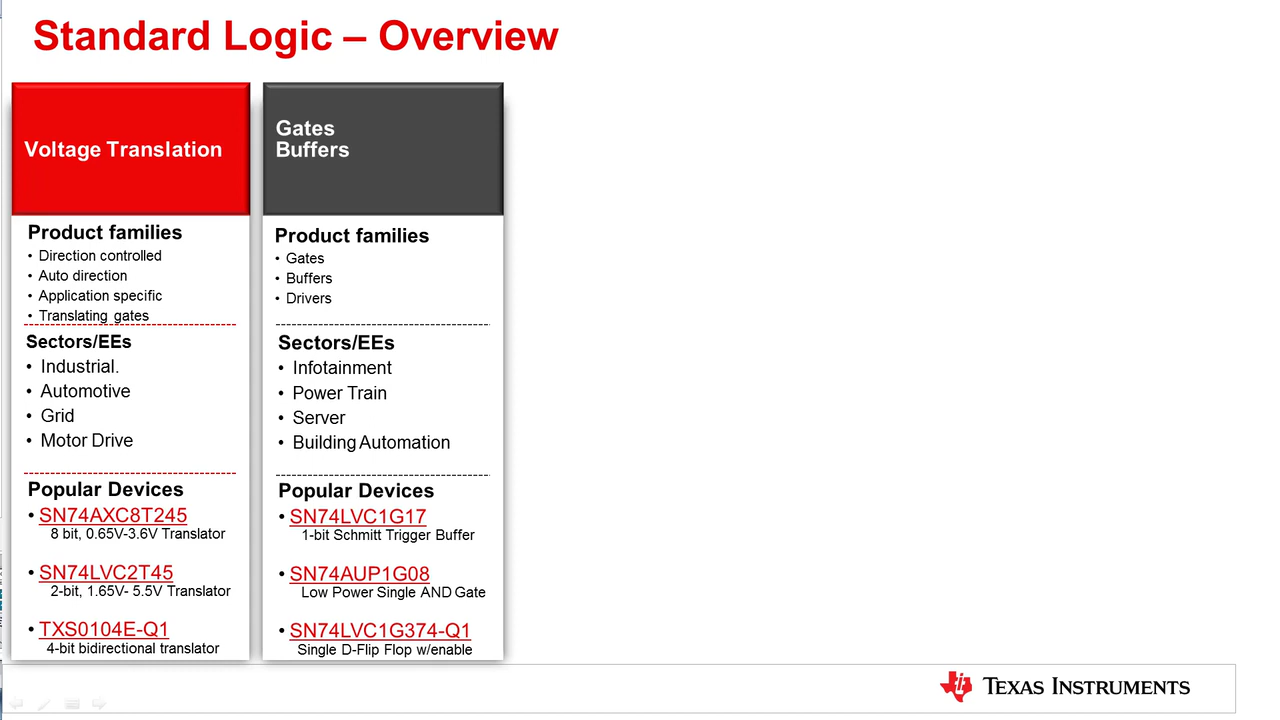 Standard Logic – Overview
Voltage Translation
Product families
• Direction controlled
• Auto direction
• Application specific
• Translating gates
Sectors/EEs
• Industrial.
• Automotive
• Grid
• Motor Drive
Popular Devices
• SN74AXC8T245
8 bit, 0.65V-3.6V Translator
• SN74LVC2T45
2-bit, 1.65V- 5.5V Translator
• TXS0104E-Q1
4-bit bidirectional translator
Gates
Buffers
Product families
• Gates
• Buffers
• Drivers
Sectors/EEs
• Infotainment
• Power Train
• Server
• Building Automation
Popular Devices
• SN74LVC1G17
1-bit Schmitt Trigger Buffer
• SN74AUP1G08
Low Power Single AND Gate
• SN74LVC1G374-Q1
Single D-Flip Flop w/enable
TEXAS INSTRUMENTS